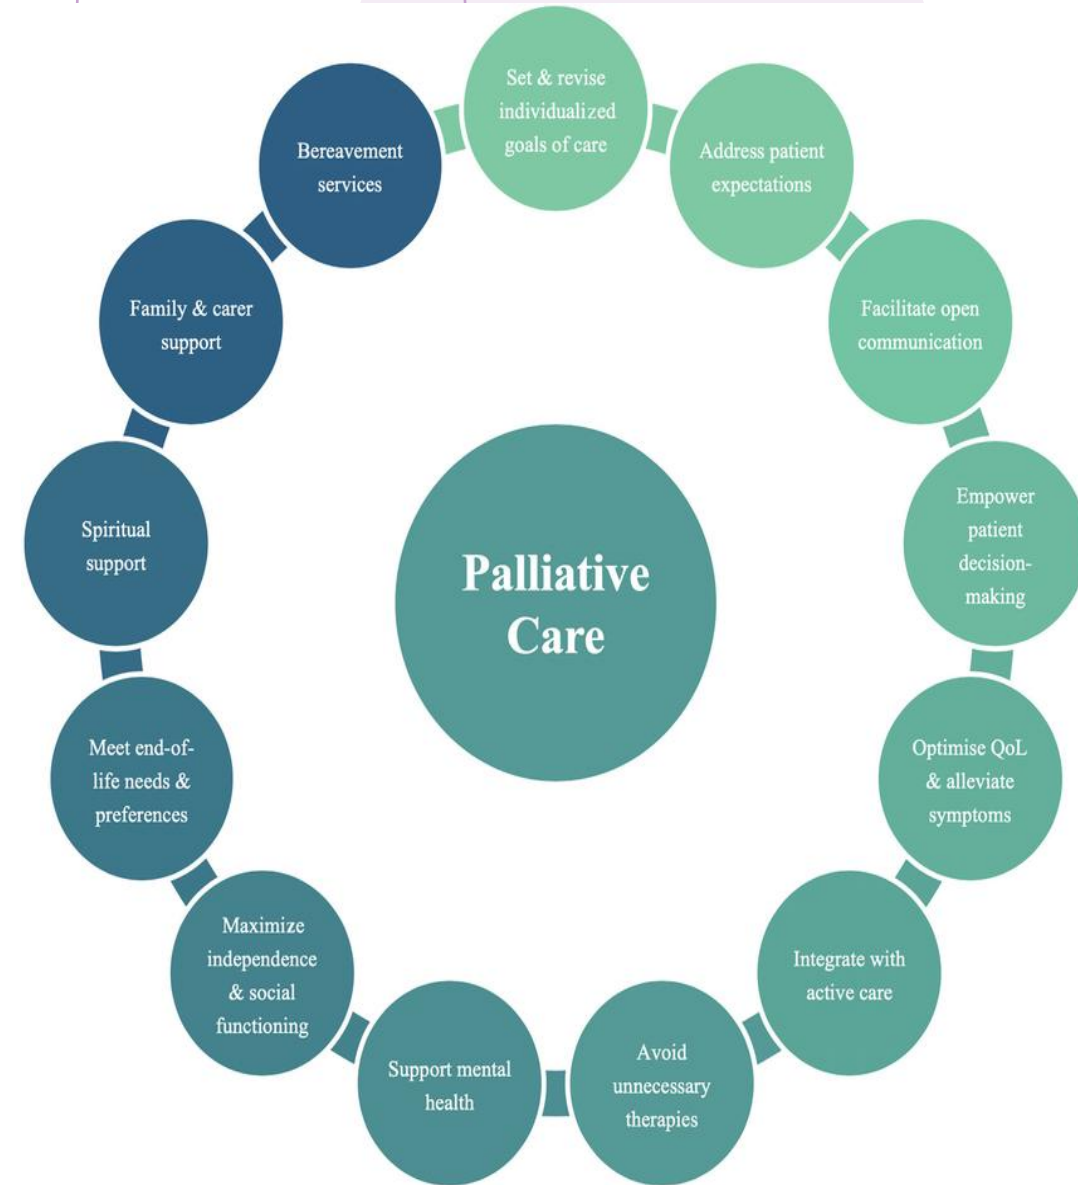 Set & revise
individualized
goals of care
Address patient
expectations
Facilitate open
communication
Empower
patient
decision-
making
Optimise QoL
& alleviate
symptoms
Integrate with
active care
Avoid
unnecessary
therapies
Support mental
health
Maximize
independence
& social
functioning
Meet end-of-
life needs &
preferences
Spiritual
support
Family & carer
support
Bereavement
services
Palliative
Care